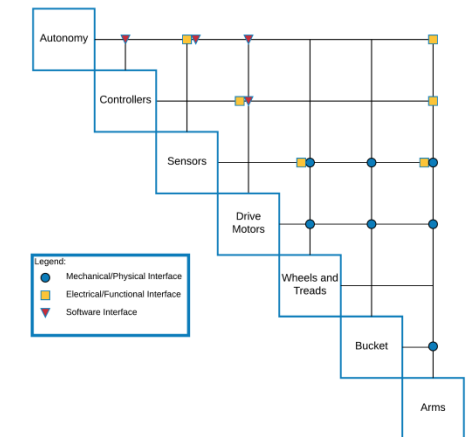 Autonomy
Controllers
Sensors
Drive
Motors
Legend:
Mechanical/Physical Interface
Electrical/Functional Interface
Software Interface
Wheels and
Treads
Bucket
Arms